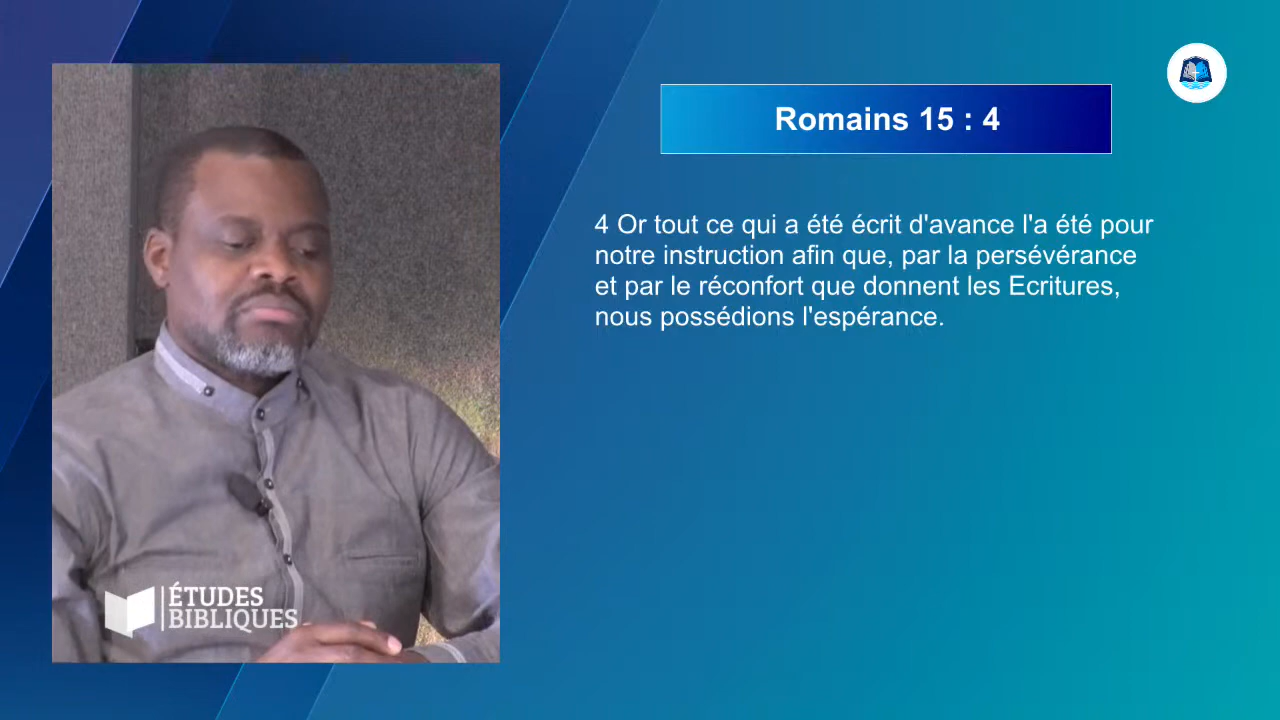 Romains 15 : 4
4 Or tout ce qui a été écrit d'avance l'a été pour
notre instruction afin que, par la persévérance
et par le réconfort que donnent les Ecritures,
nous possédions l'espérance.
ÉTUDES
BIBLIQUES